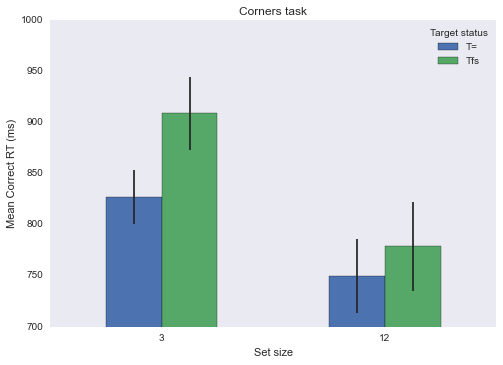 Corners task
1000
950
900
850
800
750
700
Mean Correct RT (ms)
Target status
T=
Tfs
3
12
Set size